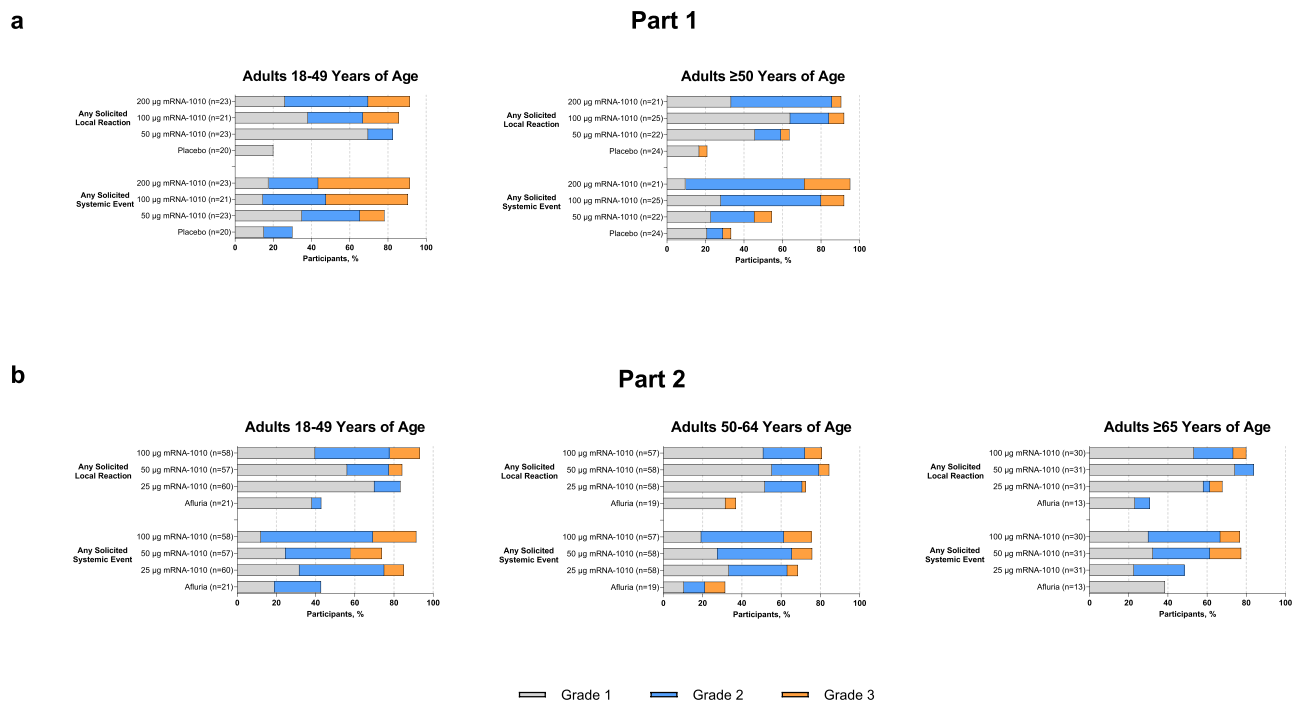 a
Part 1
Adults 18-49 Years of Age
Any Solicited
Local Reaction
200 µg mRNA-1010 (n=23)
100 µg mRNA-1010 (n=21)
50 µg mRNA-1010 (n=23)
Placebo (n=20)
Any Solicited
Systemic Event
200 µg mRNA-1010 (n=23)
100 µg mRNA-1010 (n=21)
50 µg mRNA-1010 (n=23)
Placebo (n=20)
0 20 40 60 80 100
Participants, %
Adults ≥50 Years of Age
Any Solicited
Local Reaction
200 µg mRNA-1010 (n=21)
100 µg mRNA-1010 (n=25)
50 µg mRNA-1010 (n=22)
Placebo (n=24)
Any Solicited
Systemic Event
200 µg mRNA-1010 (n=21)
100 µg mRNA-1010 (n=25)
50 µg mRNA-1010 (n=22)
Placebo (n=24)
0 20 40 60 80 100
Participants, %
b
Part 2
Adults 18-49 Years of Age
Any Solicited
Local Reaction
100 µg mRNA-1010 (n=58)
50 µg mRNA-1010 (n=57)
25 µg mRNA-1010 (n=60)
Afluria (n=21)
Any Solicited
Systemic Event
100 µg mRNA-1010 (n=58)
50 µg mRNA-1010 (n=57)
25 µg mRNA-1010 (n=60)
Afluria (n=21)
0 20 40 60 80 100
Participants, %
Adults 50-64 Years of Age
Any Solicited
Local Reaction
100 µg mRNA-1010 (n=57)
50 µg mRNA-1010 (n=58)
25 µg mRNA-1010 (n=58)
Afluria (n=19)
Any Solicited
Systemic Event
100 µg mRNA-1010 (n=57)
50 µg mRNA-1010 (n=58)
25 µg mRNA-1010 (n=58)
Afluria (n=19)
0 20 40 60 80 100
Participants, %
Adults ≥65 Years of Age
Any Solicited
Local Reaction
100 µg mRNA-1010 (n=30)
50 µg mRNA-1010 (n=31)
25 µg mRNA-1010 (n=31)
Afluria (n=13)
Any Solicited
Systemic Event
100 µg mRNA-1010 (n=30)
50 µg mRNA-1010 (n=31)
25 µg mRNA-1010 (n=31)
Afluria (n=13)
0 20 40 60 80 100
Participants, %
Grade 1 Grade 2 Grade 3